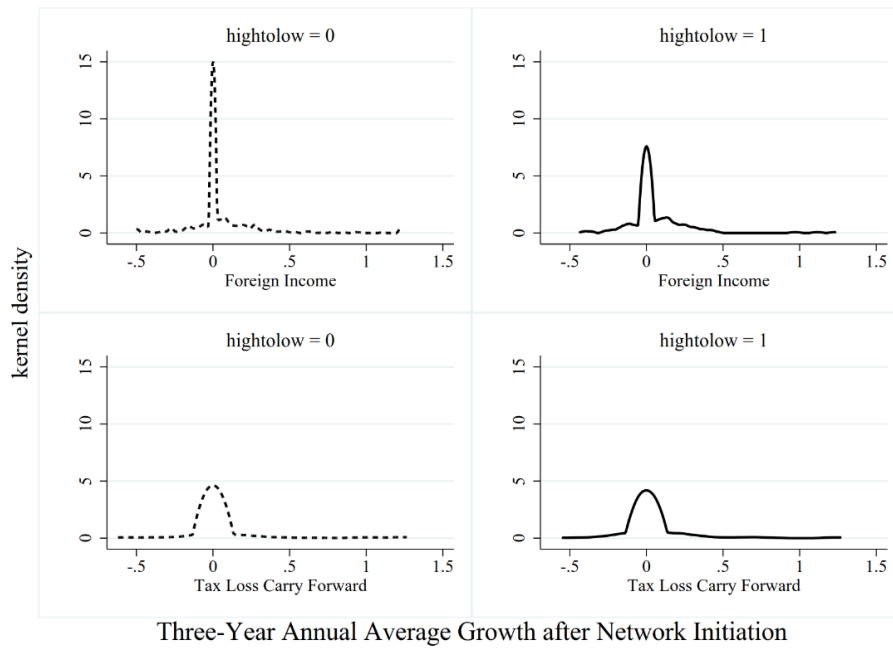 hightolow = 0
15
10
5
0
-.5 0 .5 1 1.5
Foreign Income
hightolow = 1
15
10
5
0
-.5 0 .5 1 1.5
Foreign Income
kernel density
hightolow = 0
15
10
5
0
-.5 0 .5 1 1.5
Tax Loss Carry Forward
hightolow = 1
15
10
5
0
-.5 0 .5 1 1.5
Tax Loss Carry Forward
Three-Year Annual Average Growth after Network Initiation